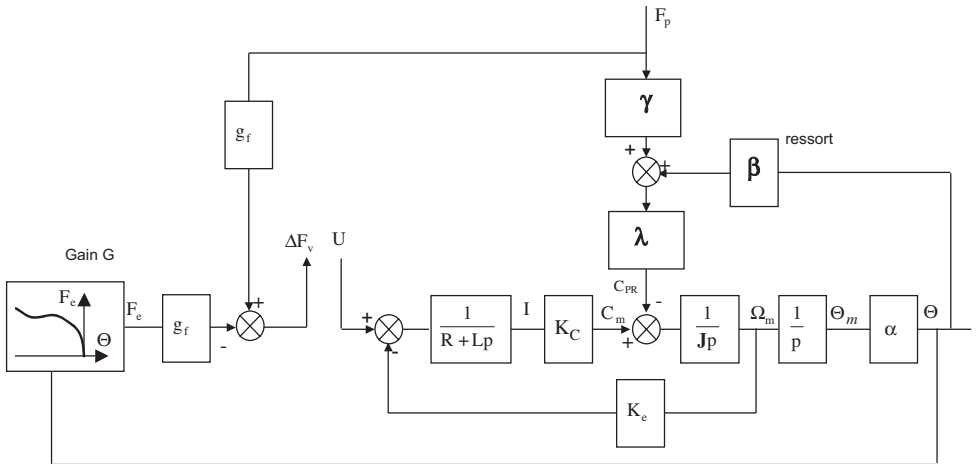 F_p
γ
g_f
+
+
ressort
β
λ
ΔF_v
U
Gain G
C_PR
-
F_e
Θ
F_e
g_f
+
-
+
-
1
R + Lp
I
K_C
C_m
+
1
Jp
Ω_m
1
p
Θ_m
α
Θ
K_e